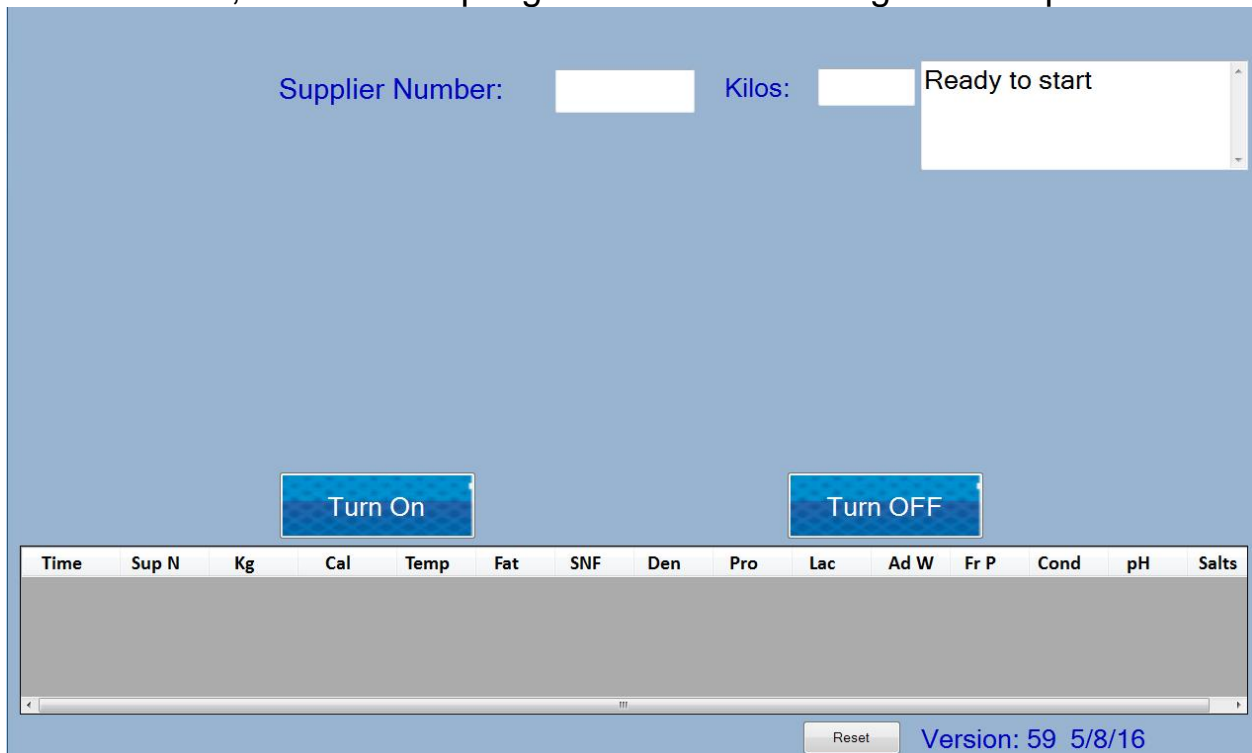 Supplier Number: Kilos: Ready to start
Turn On Turn OFF
Time Sup N Kg Cal Temp Fat SNF Den Pro Lac Ad W Fr P Cond pH Salts
Reset Version: 59 5/8/16